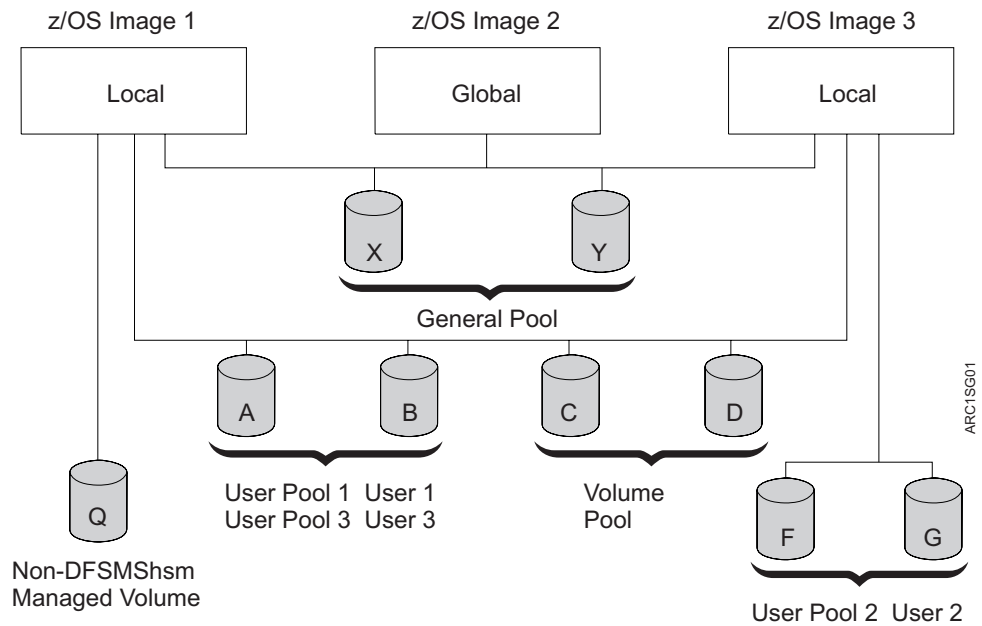 z/OS Image 1
z/OS Image 2
z/OS Image 3
Local
Global
Local
X
Y
General Pool
A
B
C
D
ARC1SG01
User Pool 1 User 1
User Pool 3 User 3
Volume
Pool
Q
F
G
Non-DFSMShsm
Managed Volume
User Pool 2 User 2